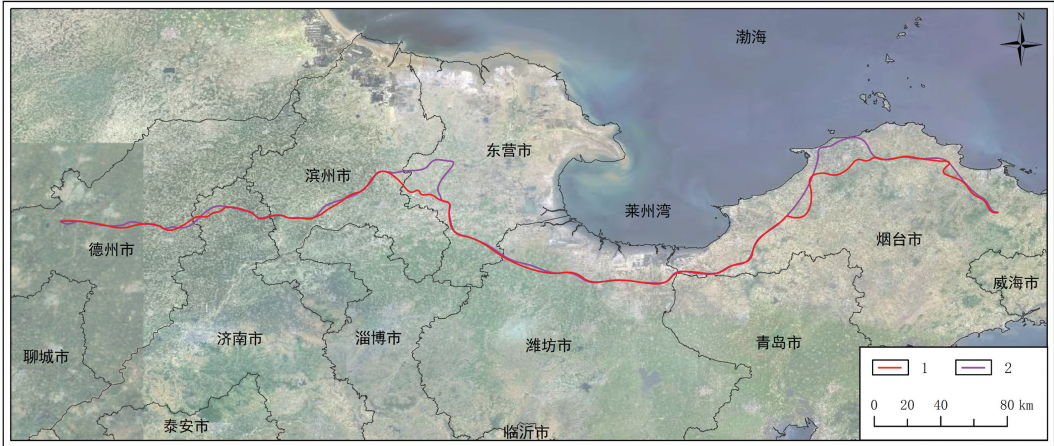 N
渤海
东营市
滨州市
莱州湾
烟台市
德州市
威海市
济南市
淄博市
潍坊市
青岛市
聊城市
1 2
0 20 40 80 km
泰安市
临沂市